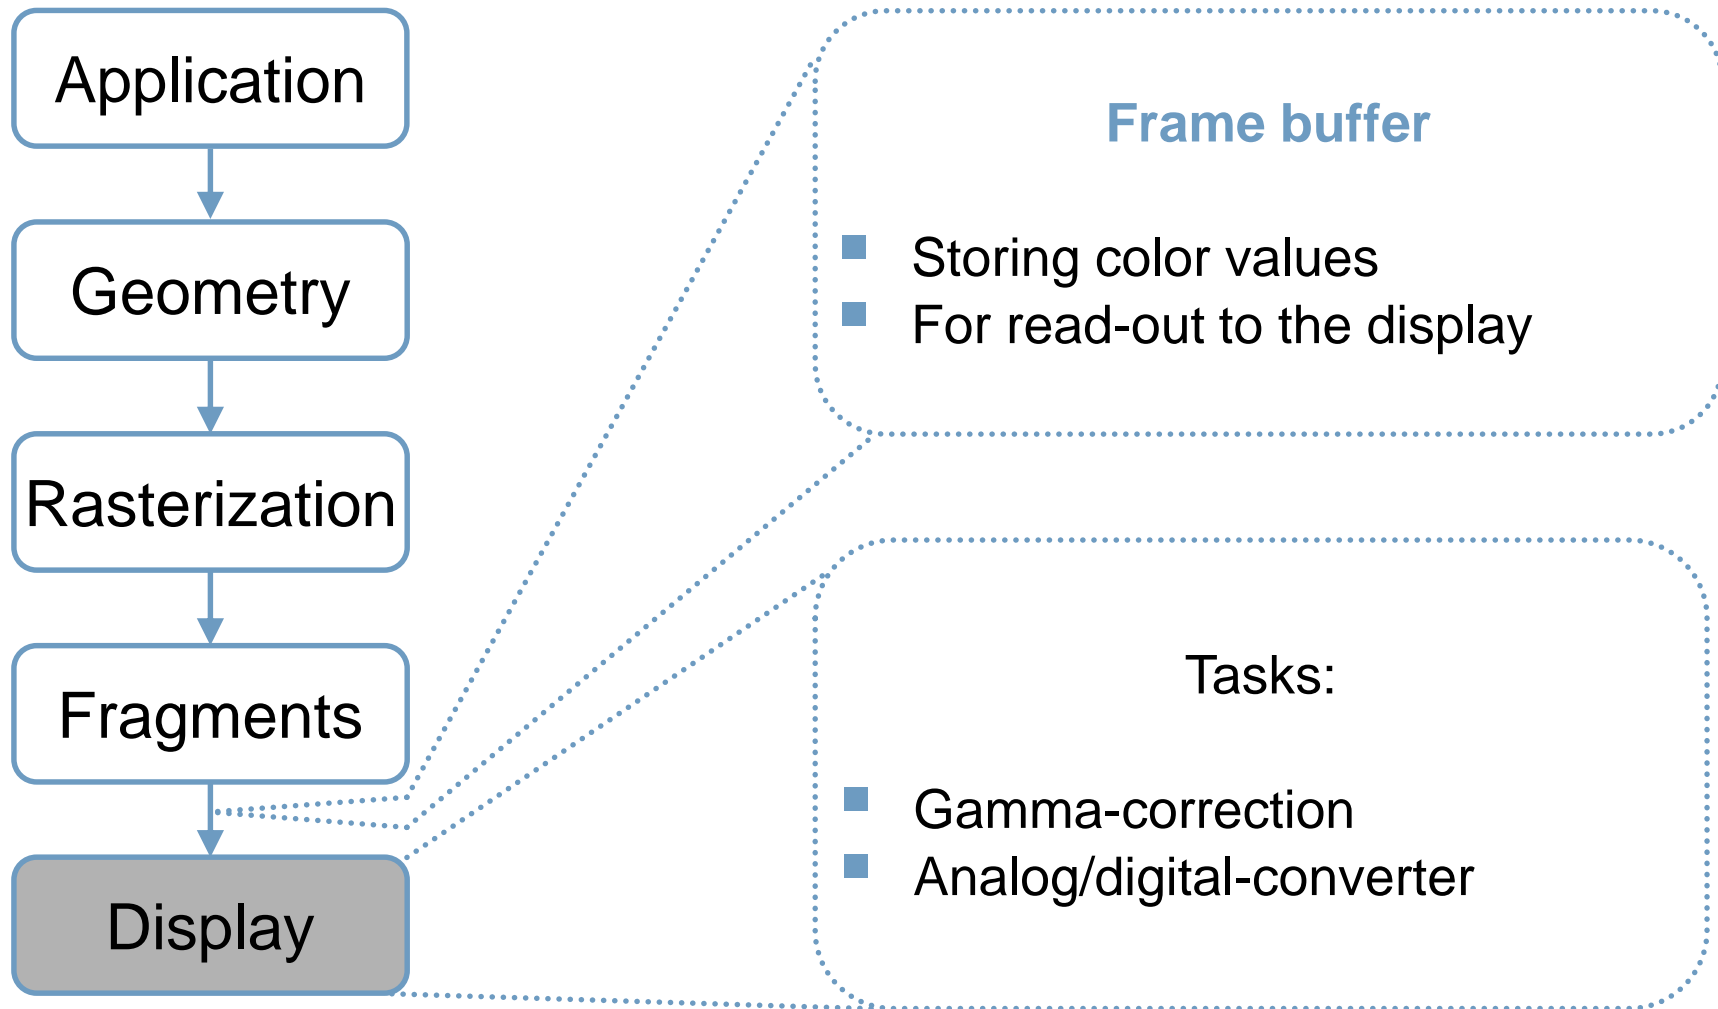 Application
Geometry
Rasterization
Fragments
Display
Frame buffer
Storing color values
For read-out to the display
Tasks:
Gamma-correction
Analog/digital-converter